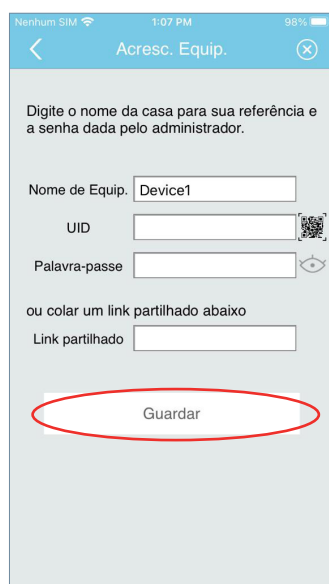 Nenhum SIM 1:07 PM 98%
Acresc. Equip.
Digite o nome da casa para sua referência e
a senha dada pelo administrador.
Nome de Equip. Device1
UID
Palavra-passe
ou colar um link partilhado abaixo
Link partilhado
Guardar